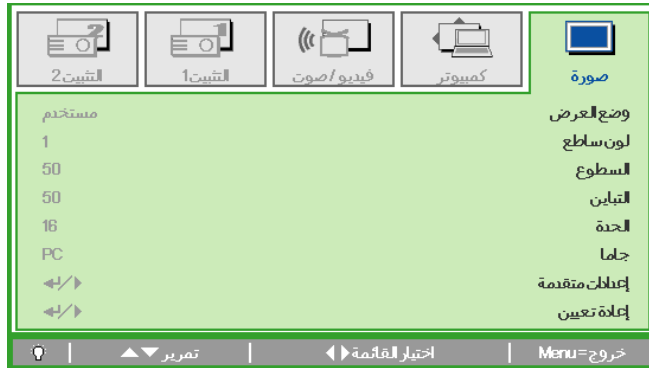 صورة
كمبيوتر
فيديو/صوت
التثبيت1
التثبيت2
وضع العرض مستخدم
لون ساطع 1
السطوع 50
التباين 50
الحدة 16
جاما PC
إعدادات متقدمة
إعادة تعيين
خروج=Menu اختيار القائمة تمرير